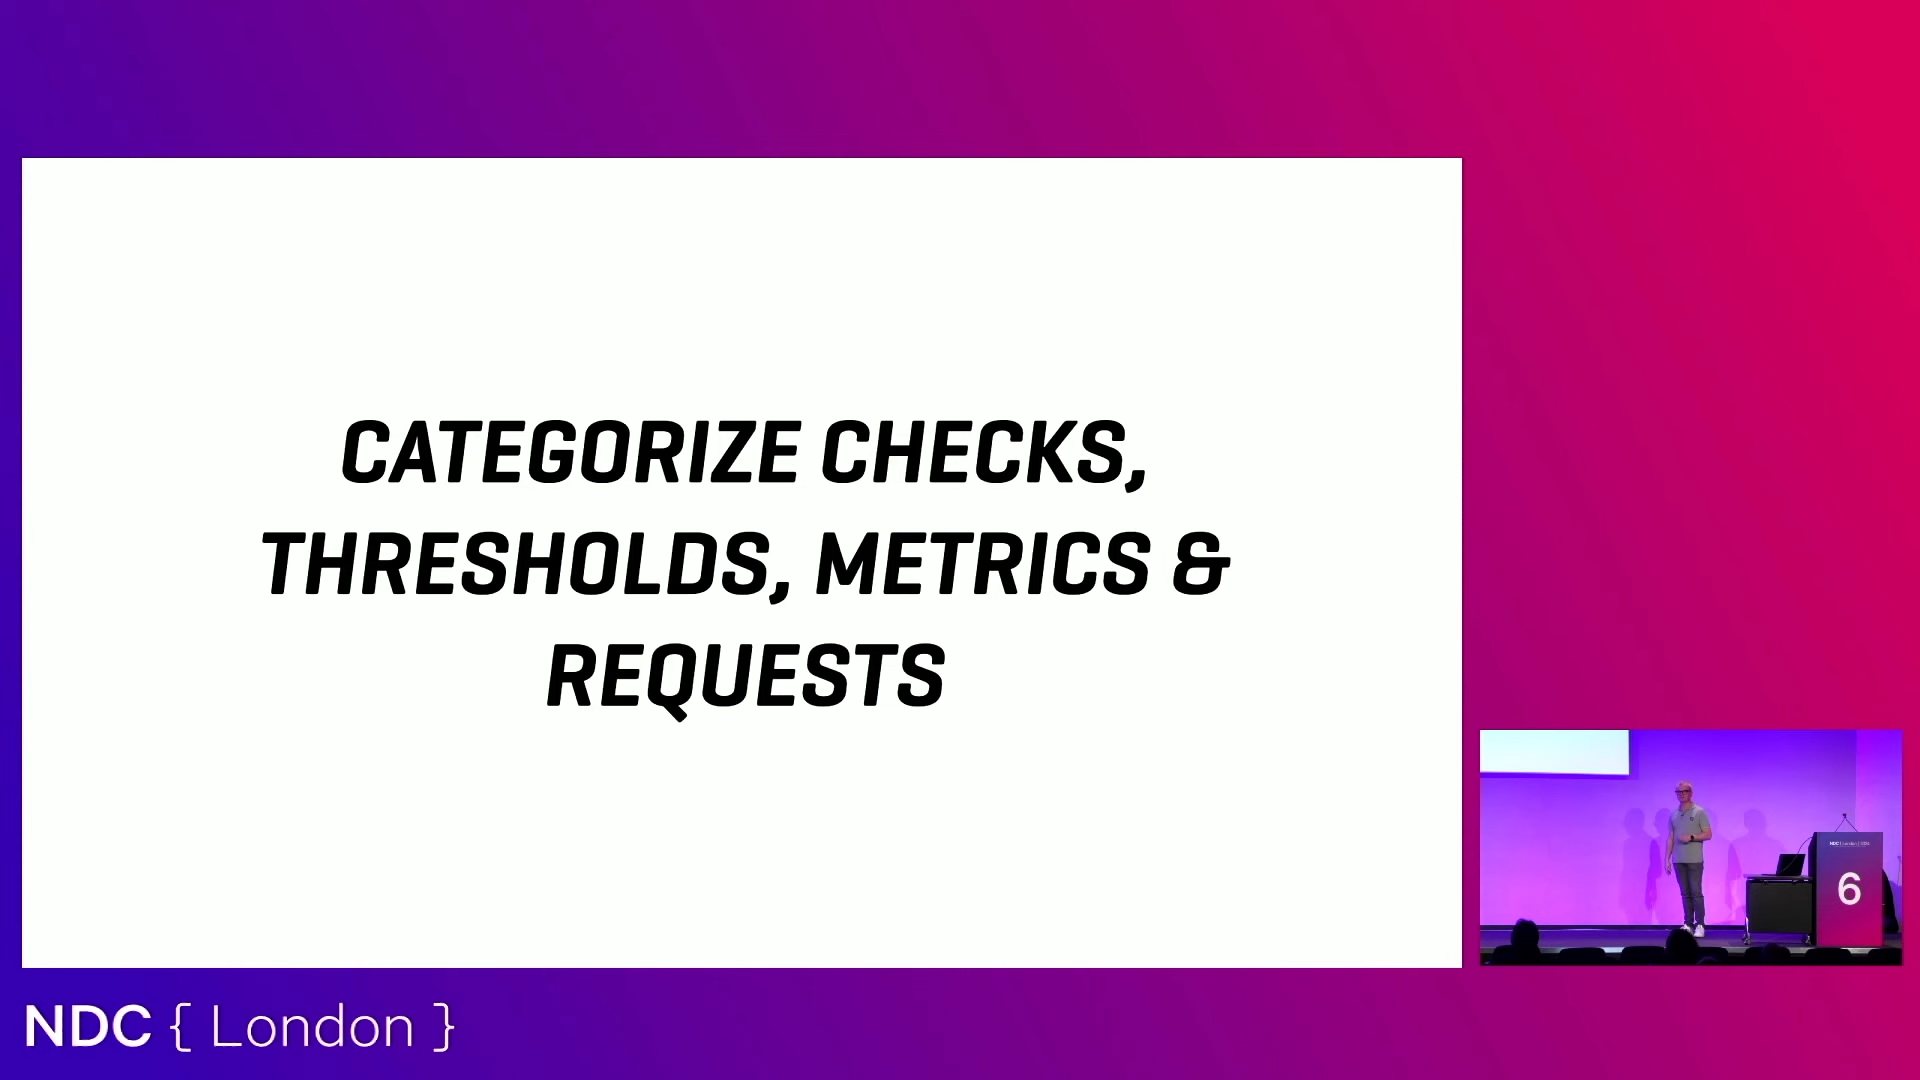 CATEGORIZE CHECKS,
THRESHOLDS, METRICS &
REQUESTS
6
NDC { London }